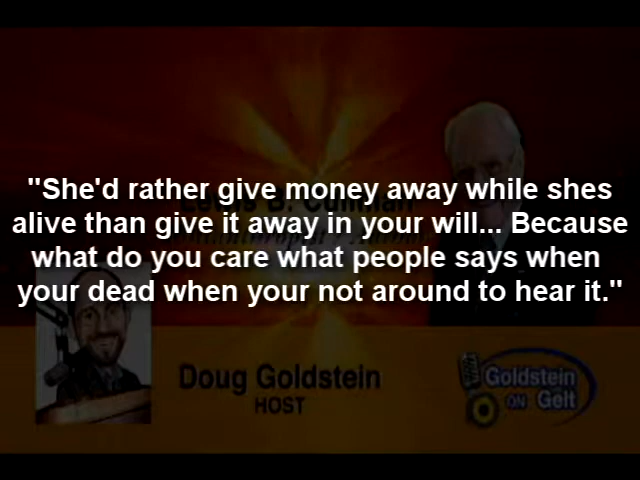 "She'd rather give money away while shes
alive than give it away in your will... Because
what do you care what people says when
your dead when your not around to hear it."
Doug Goldstein
HOST
Goldstein
ON Gelt